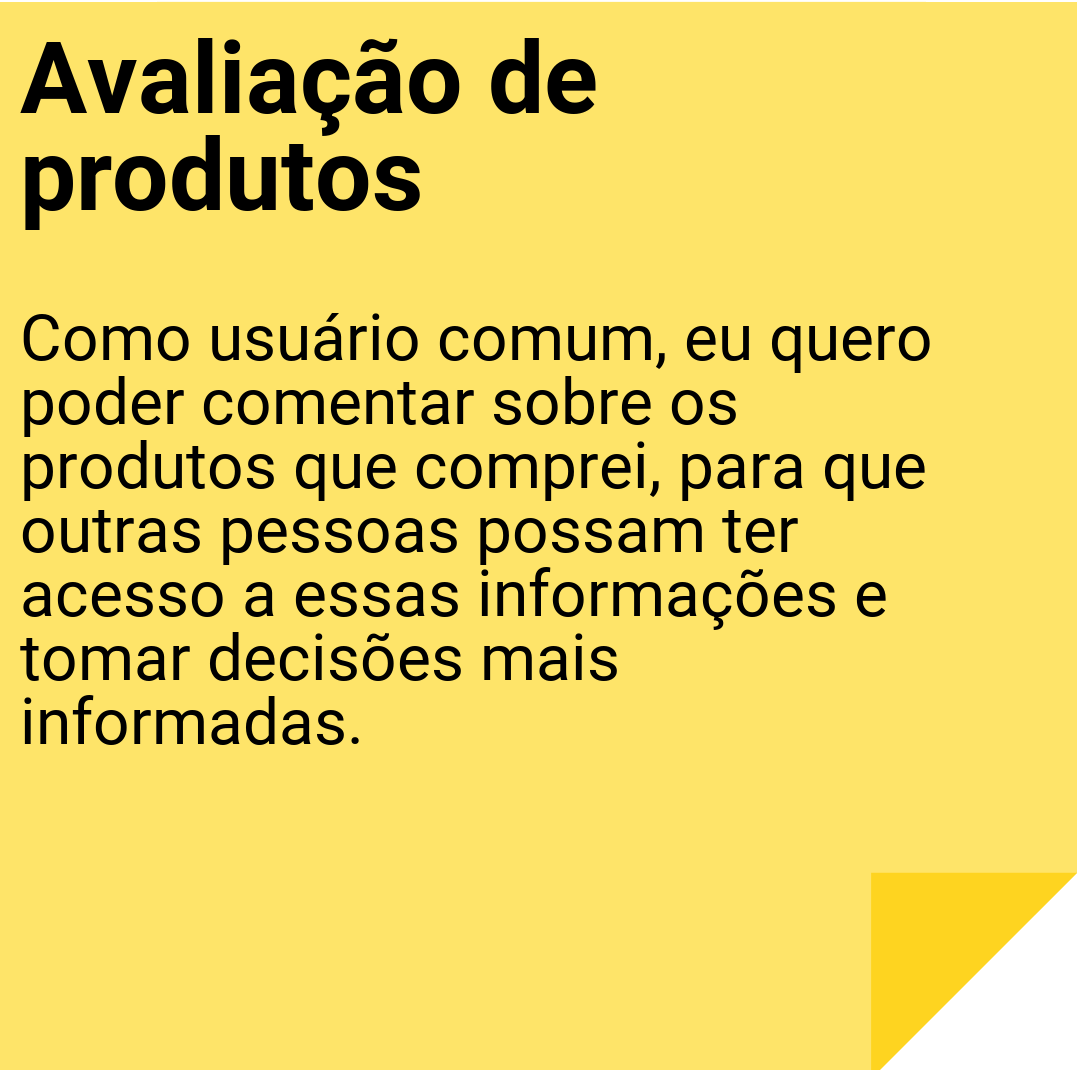 Avaliação de
produtos
Como usuário comum, eu quero
poder comentar sobre os
produtos que comprei, para que
outras pessoas possam ter
acesso a essas informações e
tomar decisões mais
informadas.